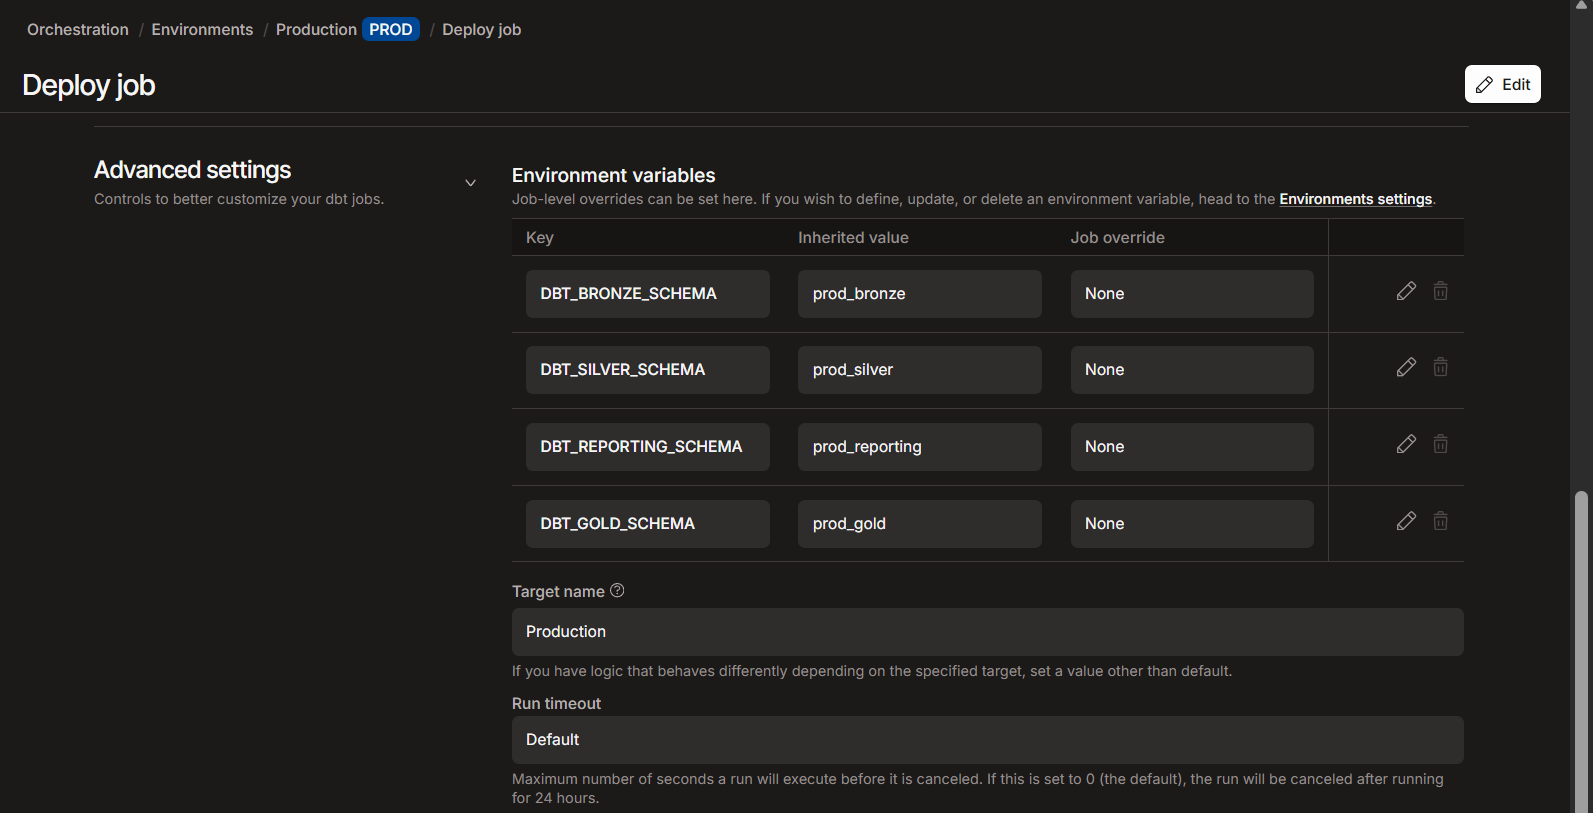 Orchestration / Environments / Production PROD / Deploy job
Deploy job
Edit
Advanced settings
Controls to better customize your dbt jobs.
Environment variables
Job-level overrides can be set here. If you wish to define, update, or delete an environment variable, head to the Environments settings.
Key Inherited value Job override
DBT_BRONZE_SCHEMA prod_bronze None
DBT_SILVER_SCHEMA prod_silver None
DBT_REPORTING_SCHEMA prod_reporting None
DBT_GOLD_SCHEMA prod_gold None
Target name
Production
If you have logic that behaves differently depending on the specified target, set a value other than default.
Run timeout
Default
Maximum number of seconds a run will execute before it is canceled. If this is set to 0 (the default), the run will be canceled after running
for 24 hours.